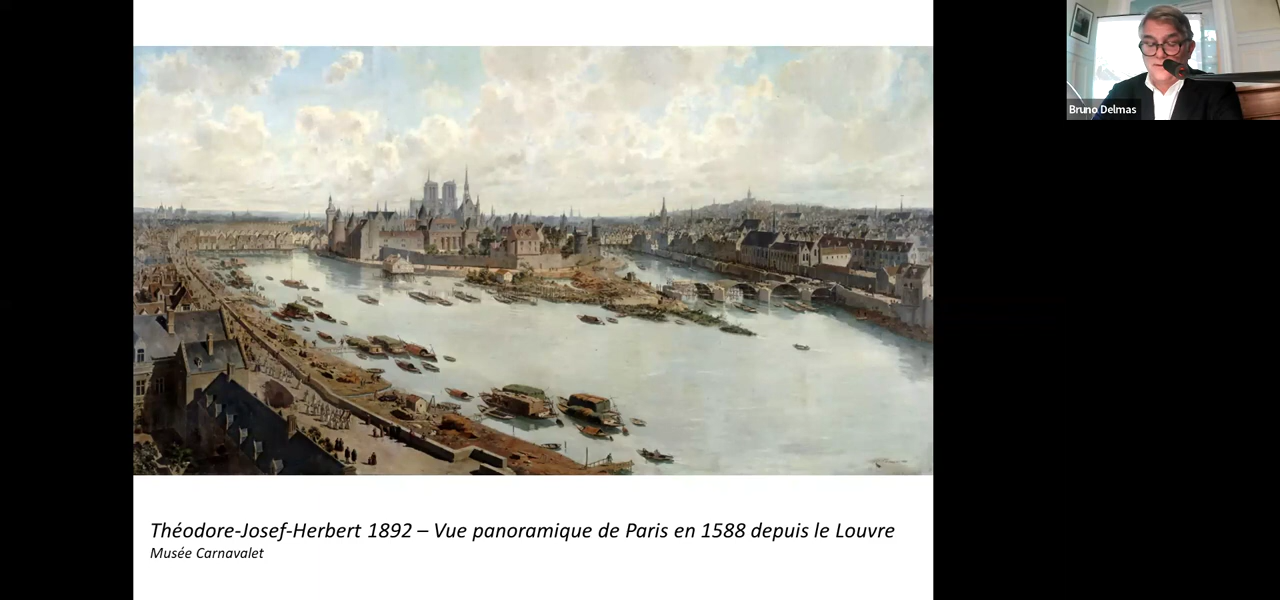 Bruno Delmas
Théodore-Josef-Herbert 1892 – Vue panoramique de Paris en 1588 depuis le Louvre
Musée Carnavalet